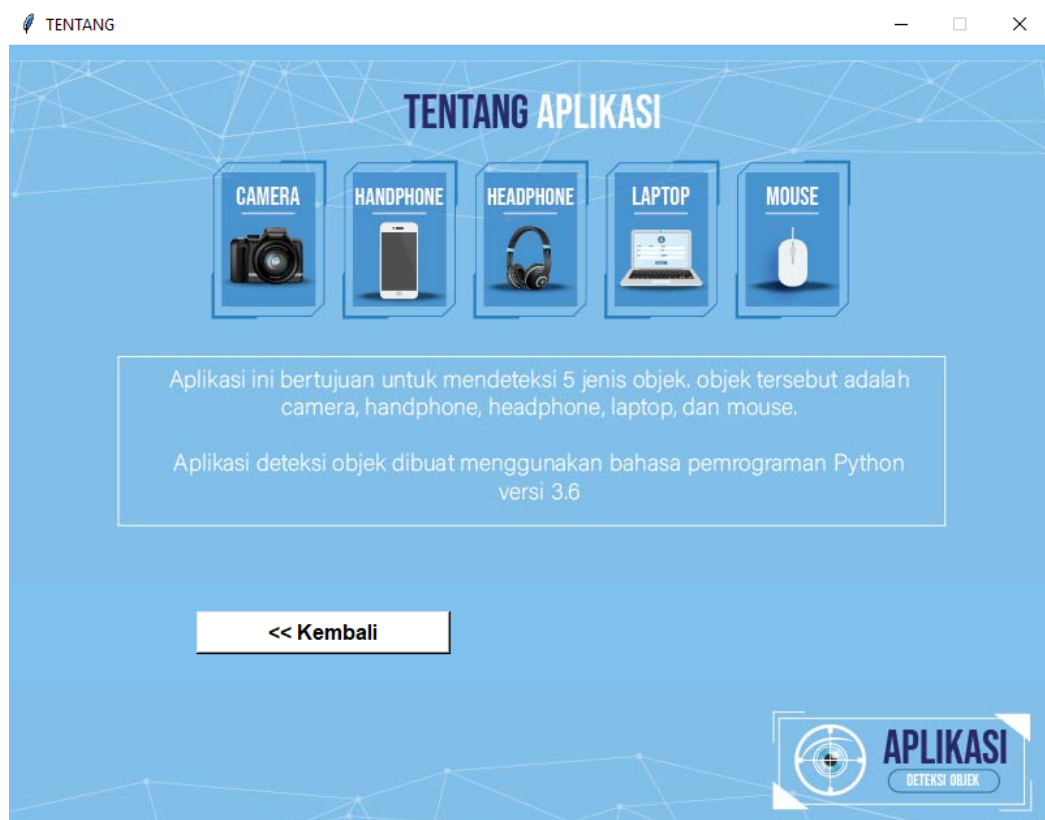 TENTANG
TENTANG APLIKASI
CAMERA
HANDPHONE
HEADPHONE
LAPTOP
MOUSE
Aplikasi ini bertujuan untuk mendeteksi 5 jenis objek. objek tersebut adalah
camera, handphone, headphone, laptop, dan mouse.
Aplikasi deteksi objek dibuat menggunakan bahasa pemrograman Python
versi 3.6
<< Kembali
APLIKASI
DETEKSI OBJEK